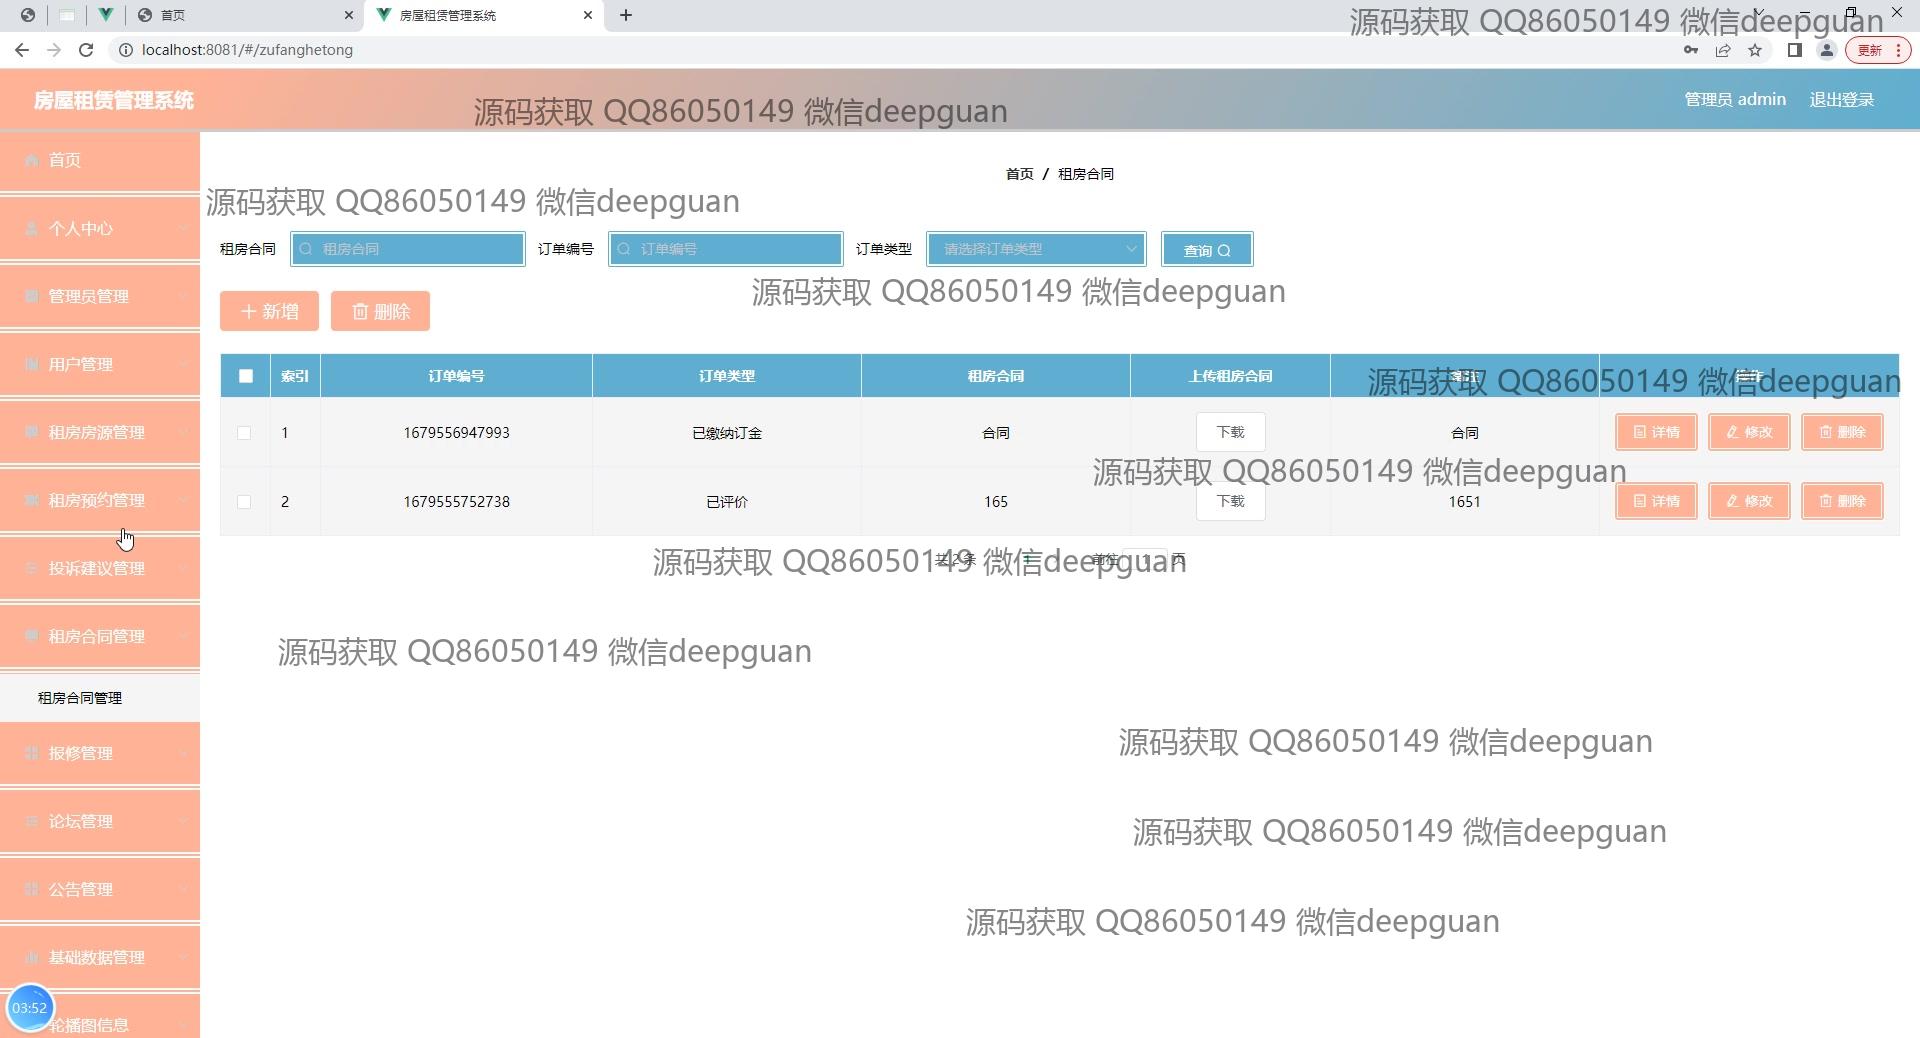 首页
房屋租赁管理系统
源码获取 QQ86050149 微信deepguan
localhost:8081/#/zufanghetong
更新
房屋租赁管理系统
源码获取 QQ86050149 微信deepguan
管理员 admin
退出登录
首页
个人中心
管理员管理
用户管理
租房房源管理
租房预约管理
投诉建议管理
租房合同管理
租房合同管理
报修管理
论坛管理
公告管理
基础数据管理
轮播图信息
03:52
首页 / 租房合同
源码获取 QQ86050149 微信deepguan
租房合同 租房合同 订单编号 订单编号 订单类型 请选择订单类型 查询
源码获取 QQ86050149 微信deepguan
新增 删除
索引 订单编号 订单类型 租房合同 上传租房合同
源码获取 QQ86050149 微信deepguan
1 1679556947993 已缴纳订金 合同 下载 合同 详情 修改 删除
源码获取 QQ86050149 微信deepguan
2 1679555752738 已评价 165 下载 1651 详情 修改 删除
共 2 条 1 前往 1 页
源码获取 QQ86050149 微信deepguan
源码获取 QQ86050149 微信deepguan
源码获取 QQ86050149 微信deepguan
源码获取 QQ86050149 微信deepguan
源码获取 QQ86050149 微信deepguan